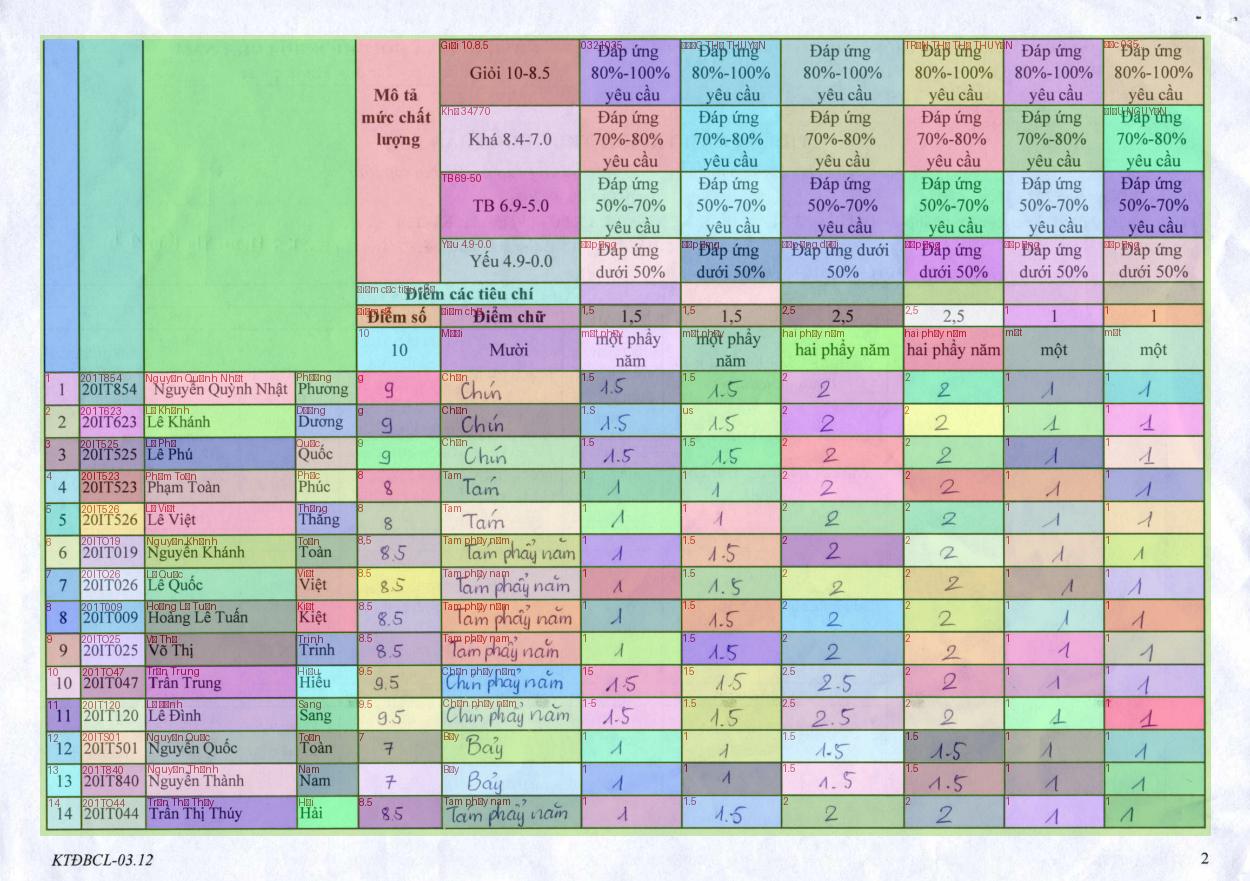 Mô tả mức chất lượng
Giỏi 10-8.5 Đáp ứng 80%-100% yêu cầu Đáp ứng 80%-100% yêu cầu Đáp ứng 80%-100% yêu cầu Đáp ứng 80%-100% yêu cầu Đáp ứng 80%-100% yêu cầu Đáp ứng 80%-100% yêu cầu
Khá 8.4-7.0 Đáp ứng 70%-80% yêu cầu Đáp ứng 70%-80% yêu cầu Đáp ứng 70%-80% yêu cầu Đáp ứng 70%-80% yêu cầu Đáp ứng 70%-80% yêu cầu Đáp ứng 70%-80% yêu cầu
TB 6.9-5.0 Đáp ứng 50%-70% yêu cầu Đáp ứng 50%-70% yêu cầu Đáp ứng 50%-70% yêu cầu Đáp ứng 50%-70% yêu cầu Đáp ứng 50%-70% yêu cầu Đáp ứng 50%-70% yêu cầu
Yếu 4.9-0.0 Đáp ứng dưới 50% Đáp ứng dưới 50% Đáp ứng dưới 50% Đáp ứng dưới 50% Đáp ứng dưới 50% Đáp ứng dưới 50%
Điểm các tiêu chí
Điểm số Điểm chữ 1,5 1,5 2,5 2,5 1 1
10 Mười một phẩy năm một phẩy năm hai phẩy năm hai phẩy năm một một
1 20IT854 Nguyễn Quỳnh Nhật Phương 9 Chín 1.5 1.5 2 2 1 1
2 20IT623 Lê Khánh Dương 9 Chín 1.5 1.5 2 2 1 1
3 20IT525 Lê Phú Quốc 9 Chín 1.5 1.5 2 2 1 1
4 20IT523 Phạm Toàn Phúc 8 Tám 1 1 2 2 1 1
5 20IT526 Lê Việt Thắng 8 Tám 1 1 2 2 1 1
6 20IT019 Nguyễn Khánh Toàn 8.5 Tám phẩy năm 1 1.5 2 2 1 1
7 20IT026 Lê Quốc Việt 8.5 Tám phẩy năm 1 1.5 2 2 1 1
8 20IT009 Hoàng Lê Tuấn Kiệt 8.5 Tám phẩy năm 1 1.5 2 2 1 1
9 20IT025 Võ Thị Trinh 8.5 Tám phẩy năm 1 1.5 2 2 1 1
10 20IT047 Trần Trung Hiếu 9.5 Chín phẩy năm 1.5 1.5 2.5 2 1 1
11 20IT120 Lê Đình Sang 9.5 Chín phẩy năm 1.5 1.5 2.5 2 1 1
12 20IT501 Nguyễn Quốc Toàn 7 Bảy 1 1 1.5 1.5 1 1
13 20IT840 Nguyễn Thành Nam 7 Bảy 1 1 1.5 1.5 1 1
14 20IT044 Trần Thị Thúy Hải 8.5 Tám phẩy năm 1 1.5 2 2 1 1
KTĐBCL-03.12 2